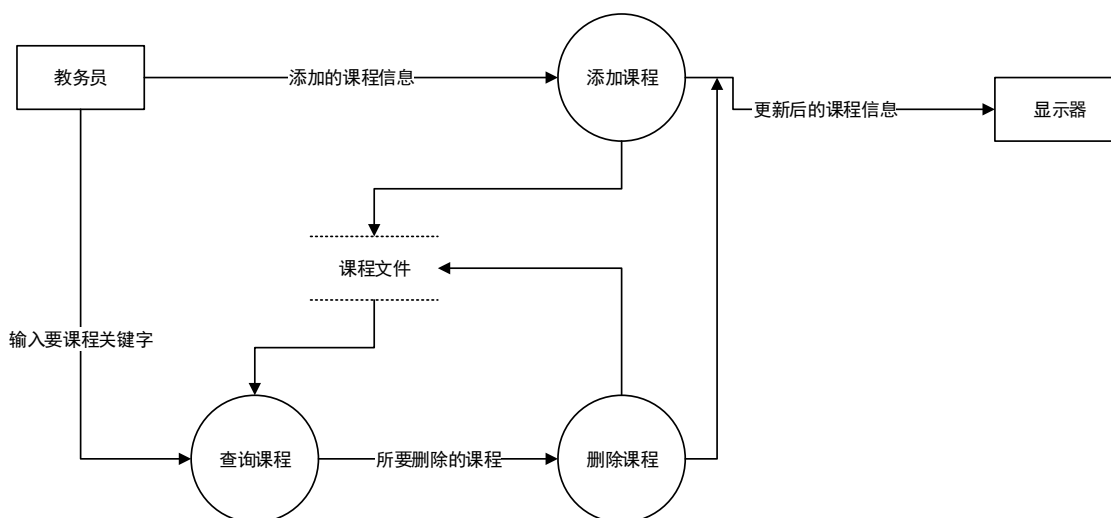 教务员
添加的课程信息
添加课程
更新后的课程信息
显示器
课程文件
输入要课程关键字
查询课程
所要删除的课程
删除课程